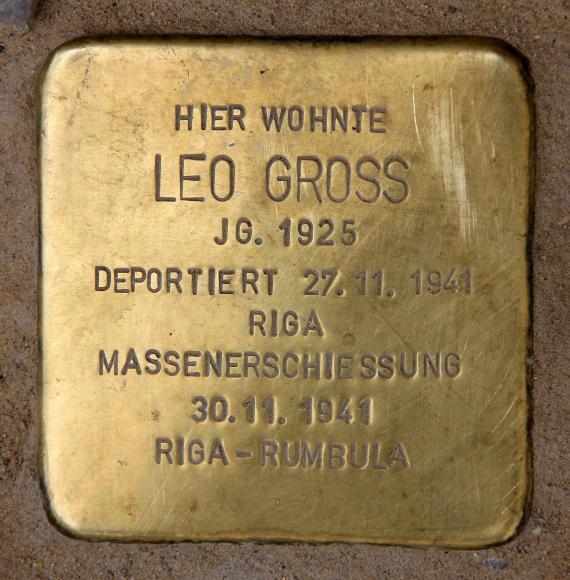 HIER WOHNTE
LEO GROSS
JG. 1925
DEPORTIERT 27.11. 1941
RIGA
MASSENERSCHIESSUNG
30.11. 1941
RIGA-RUMBULA